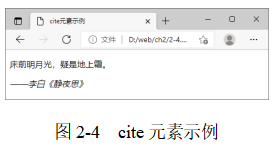 cite元素示例
文件 D:/web/ch2/2-4....
床前明月光，疑是地上霜。
——李白《静夜思》
图 2-4 cite 元素示例